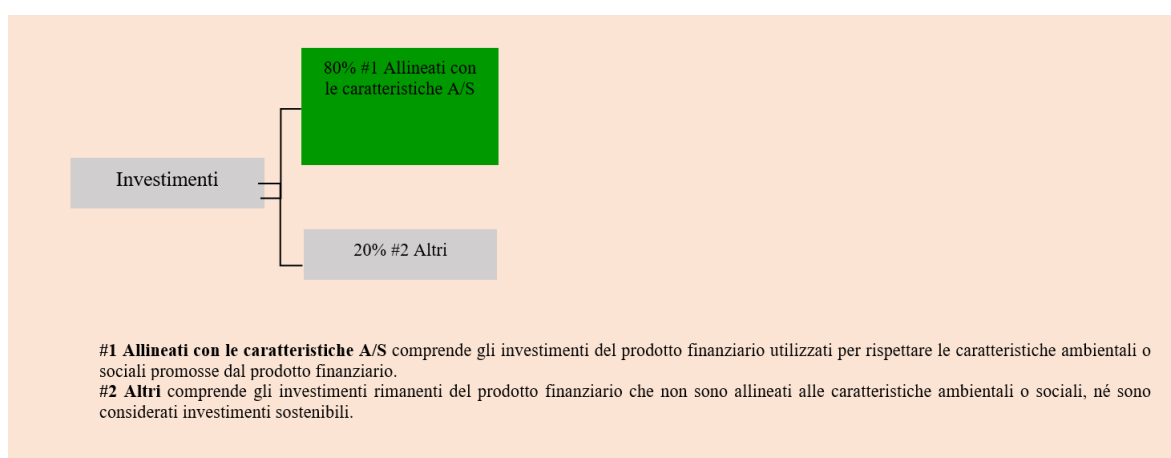 80% #1 Allineati con
le caratteristiche A/S
Investimenti
20% #2 Altri
#1 Allineati con le caratteristiche A/S comprende gli investimenti del prodotto finanziario utilizzati per rispettare le caratteristiche ambientali o
sociali promosse dal prodotto finanziario.
#2 Altri comprende gli investimenti rimanenti del prodotto finanziario che non sono allineati alle caratteristiche ambientali o sociali, né sono
considerati investimenti sostenibili.